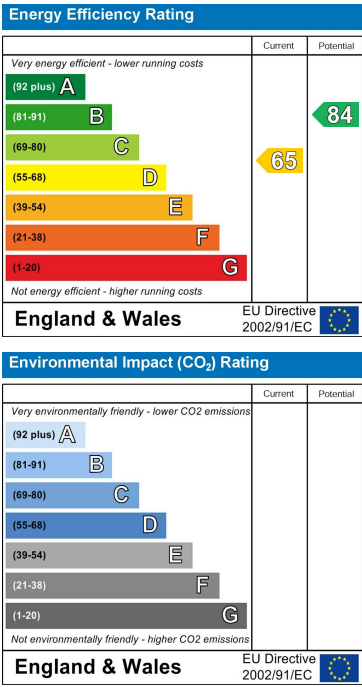 Energy Efficiency Rating
Current Potential
Very energy efficient - lower running costs
(92 plus) A
(81-91) B
84
(69-80) C
65
(55-68) D
(39-54) E
(21-38) F
(1-20) G
Not energy efficient - higher running costs
England & Wales
EU Directive
2002/91/EC
Environmental Impact (CO₂) Rating
Current Potential
Very environmentally friendly - lower CO2 emissions
(92 plus) A
(81-91) B
(69-80) C
(55-68) D
(39-54) E
(21-38) F
(1-20) G
Not environmentally friendly - higher CO2 emissions
England & Wales
EU Directive
2002/91/EC